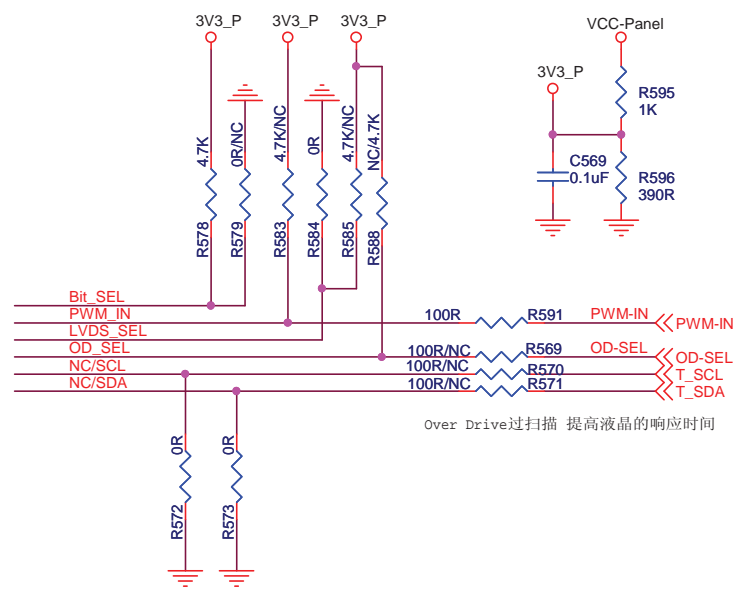 3V3_P
3V3_P
3V3_P
VCC-Panel
3V3_P
R595
1K
C569
0.1uF
R596
390R
4.7K
0R/NC
4.7K/NC
0R
4.7K/NC
NC/4.7K
R578
R579
R583
R584
R585
R588
Bit_SEL
PWM_IN
100R
R591
PWM-IN
PWM-IN
LVDS_SEL
OD_SEL
100R/NC
R569
OD-SEL
OD-SEL
NC/SCL
100R/NC
R570
T_SCL
NC/SDA
100R/NC
R571
T_SDA
Over Drive过扫描 提高液晶的响应时间
0R
0R
R572
R573